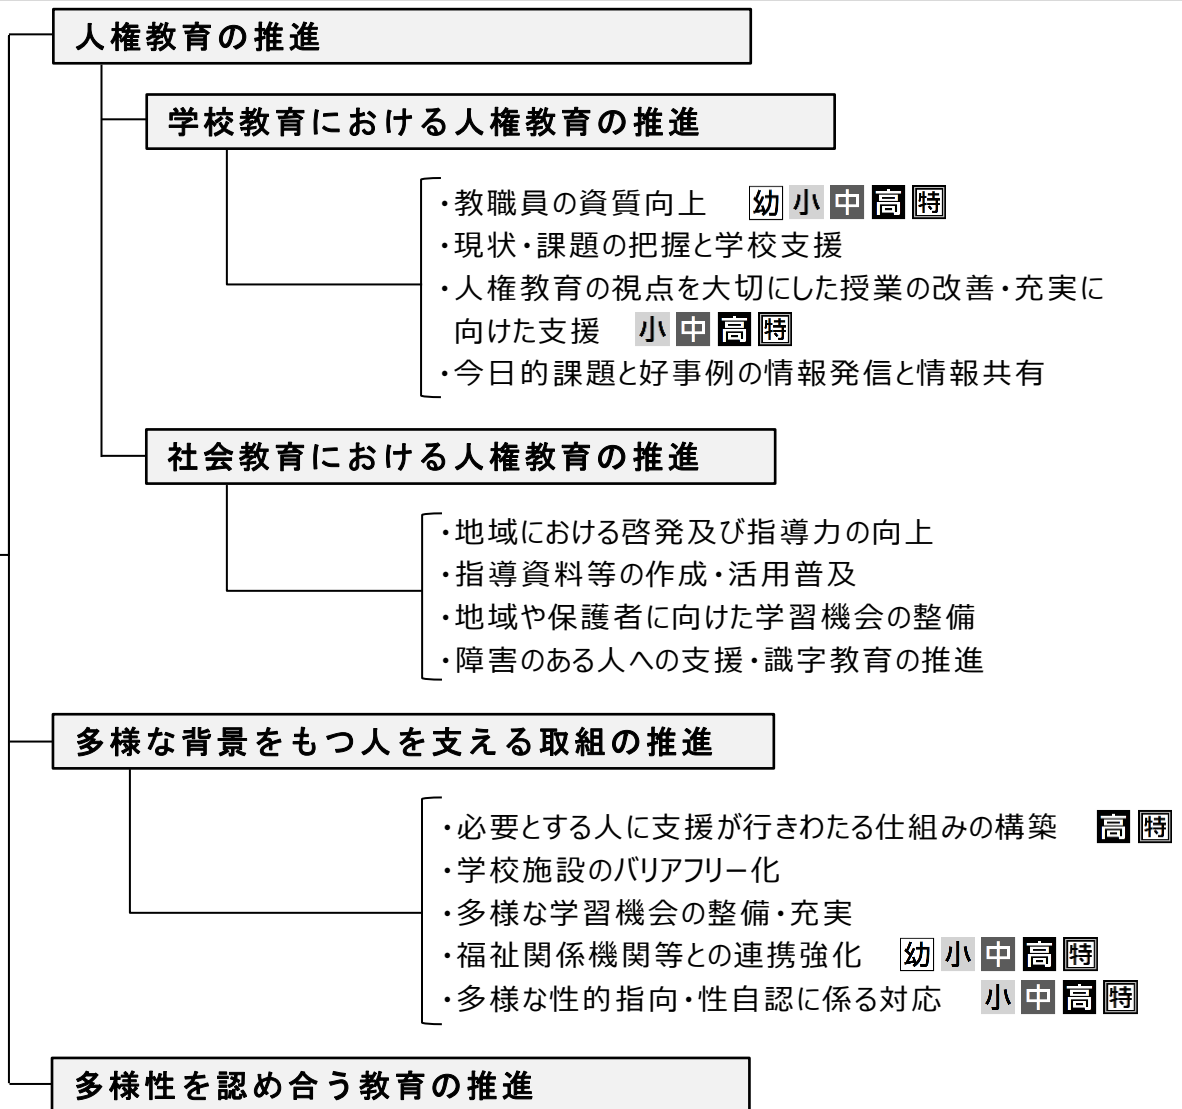 人権教育の推進
学校教育における人権教育の推進
・教職員の資質向上 幼 小 中 高 特
・現状・課題の把握と学校支援
・人権教育の視点を大切にした授業の改善・充実に
向けた支援 小 中 高 特
・今日的課題と好事例の情報発信と情報共有
社会教育における人権教育の推進
・地域における啓発及び指導力の向上
・指導資料等の作成・活用普及
・地域や保護者に向けた学習機会の整備
・障害のある人への支援・識字教育の推進
多様な背景をもつ人を支える取組の推進
・必要とする人に支援が行きわたる仕組みの構築 高 特
・学校施設のバリアフリー化
・多様な学習機会の整備・充実
・福祉関係機関等との連携強化 幼 小 中 高 特
・多様な性的指向・性自認に係る対応 小 中 高 特
多様性を認め合う教育の推進